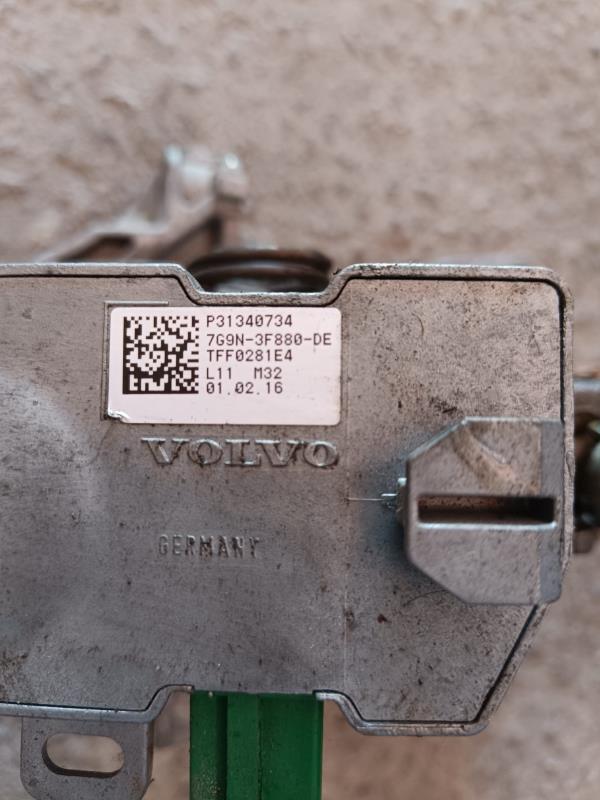 P31340734
7G9N-3F880-DE
TFF0281E4
L11 M32
01.02.16
VOLVO
GERMANY